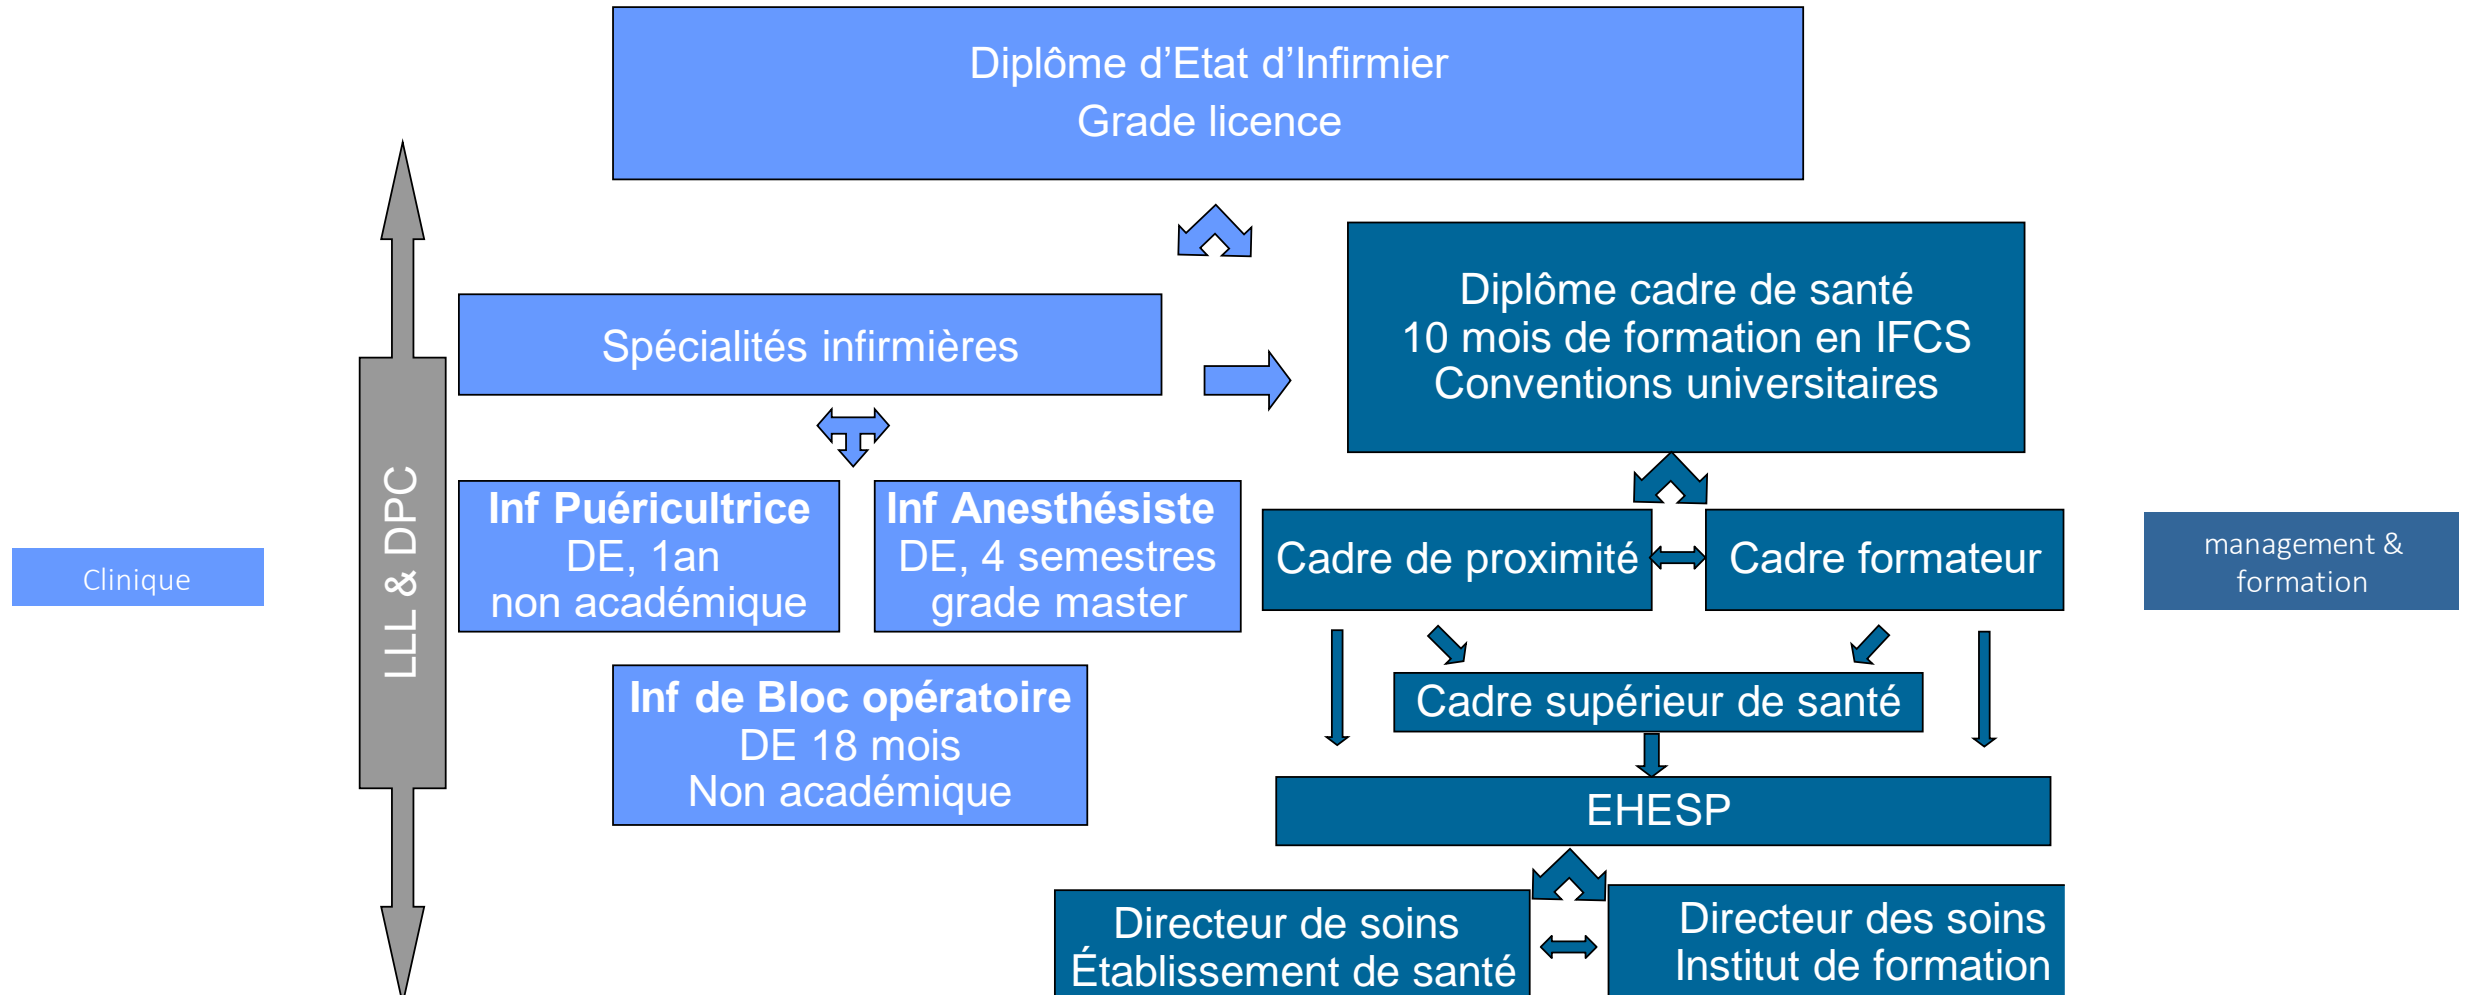 Diplôme d'Etat d'Infirmier
Grade licence
Diplôme cadre de santé
10 mois de formation en IFCS
Conventions universitaires
Spécialités infirmières
LLL & DPC
Clinique
Inf Puéricultrice
DE, 1an
non académique
Inf Anesthésiste
DE, 4 semestres
grade master
Inf de Bloc opératoire
DE 18 mois
Non académique
Cadre de proximité
Cadre formateur
management &
formation
Cadre supérieur de santé
EHESP
Directeur de soins
Établissement de santé
Directeur des soins
Institut de formation